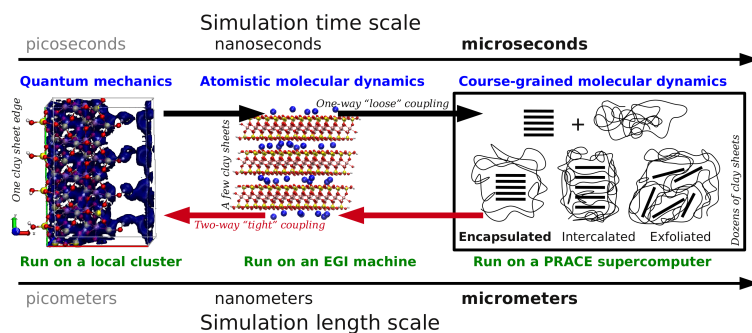 Simulation time scale
picoseconds nanoseconds microseconds
Quantum mechanics Atomistic molecular dynamics Course-grained molecular dynamics
One clay sheet edge
A few clay sheets
One-way “loose” coupling
+
Two-way “tight” coupling
Encapsulated Intercalated Exfoliated
Dozens of clay sheets
Run on a local cluster Run on an EGI machine Run on a PRACE supercomputer
picometers nanometers micrometers
Simulation length scale